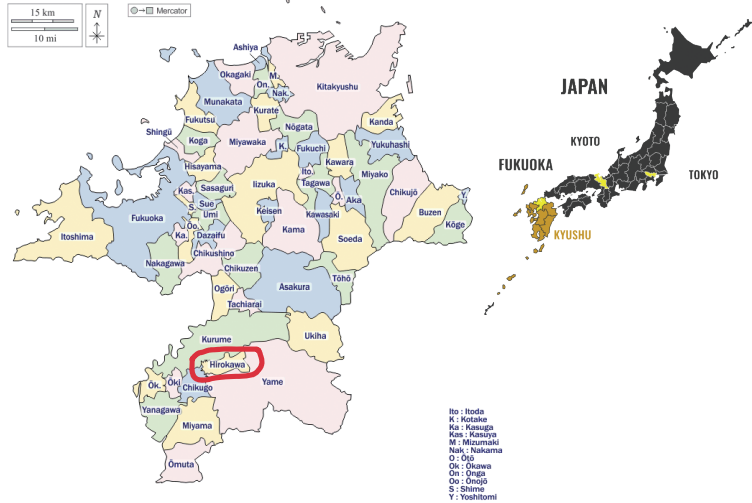 15 km
10 mi
N
Mercator
Ashiya
Okagaki
M.
On.
Nak.
Kitakyushu
Munakata
Kurate
Fukutsu
Nōgata
Kanda
Shingū
Koga
Miyawaka
K.
Fukuchi
Yukuhashi
Hisayama
Kawara
Ito.
Tagawa
Miyako
Kas.
Sasaguri
Iizuka
Ō.
Aka
Chikujō
Y.
S.
Sue
Umi
Keisen
Kawasaki
Buzen
Fukuoka
Oo.
Ka.
Dazaifu
Kama
Kōge
Itoshima
Soeda
Nakagawa
Chikushino
Chikuzen
Tōhō
Ogōri
Asakura
Tachiarai
Kurume
Ukiha
Hirokawa
Yame
Ōk.
Ōki
Chikugo
Yanagawa
Miyama
Ōmuta
JAPAN
KYOTO
FUKUOKA
TOKYO
KYUSHU
Ito : Itoda
K : Kotake
Ka : Kasuga
Kas : Kasuya
M : Mizumaki
Nak : Nakama
O : Ōtō
Ok : Ōkawa
On : Onga
Oo : Ōnojō
S : Shime
Y : Yoshitomi